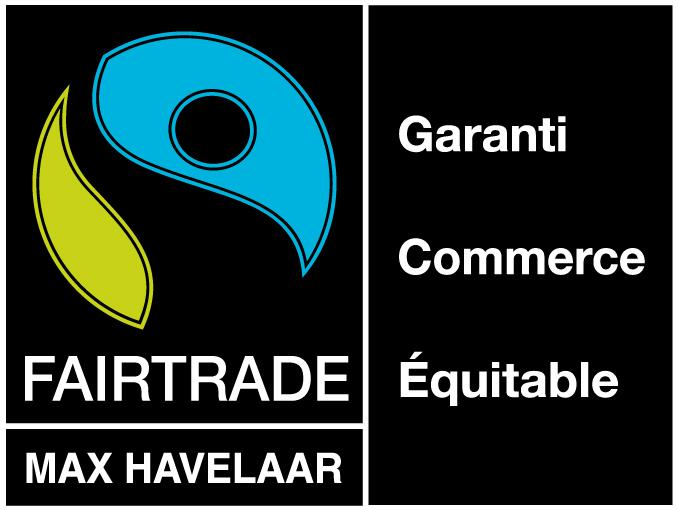 FAIRTRADE
MAX HAVELAAR
Garanti
Commerce
Équitable